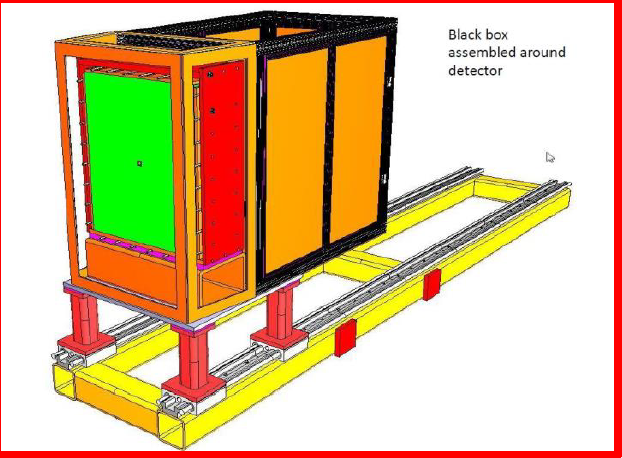 Black box
assembled around
detector